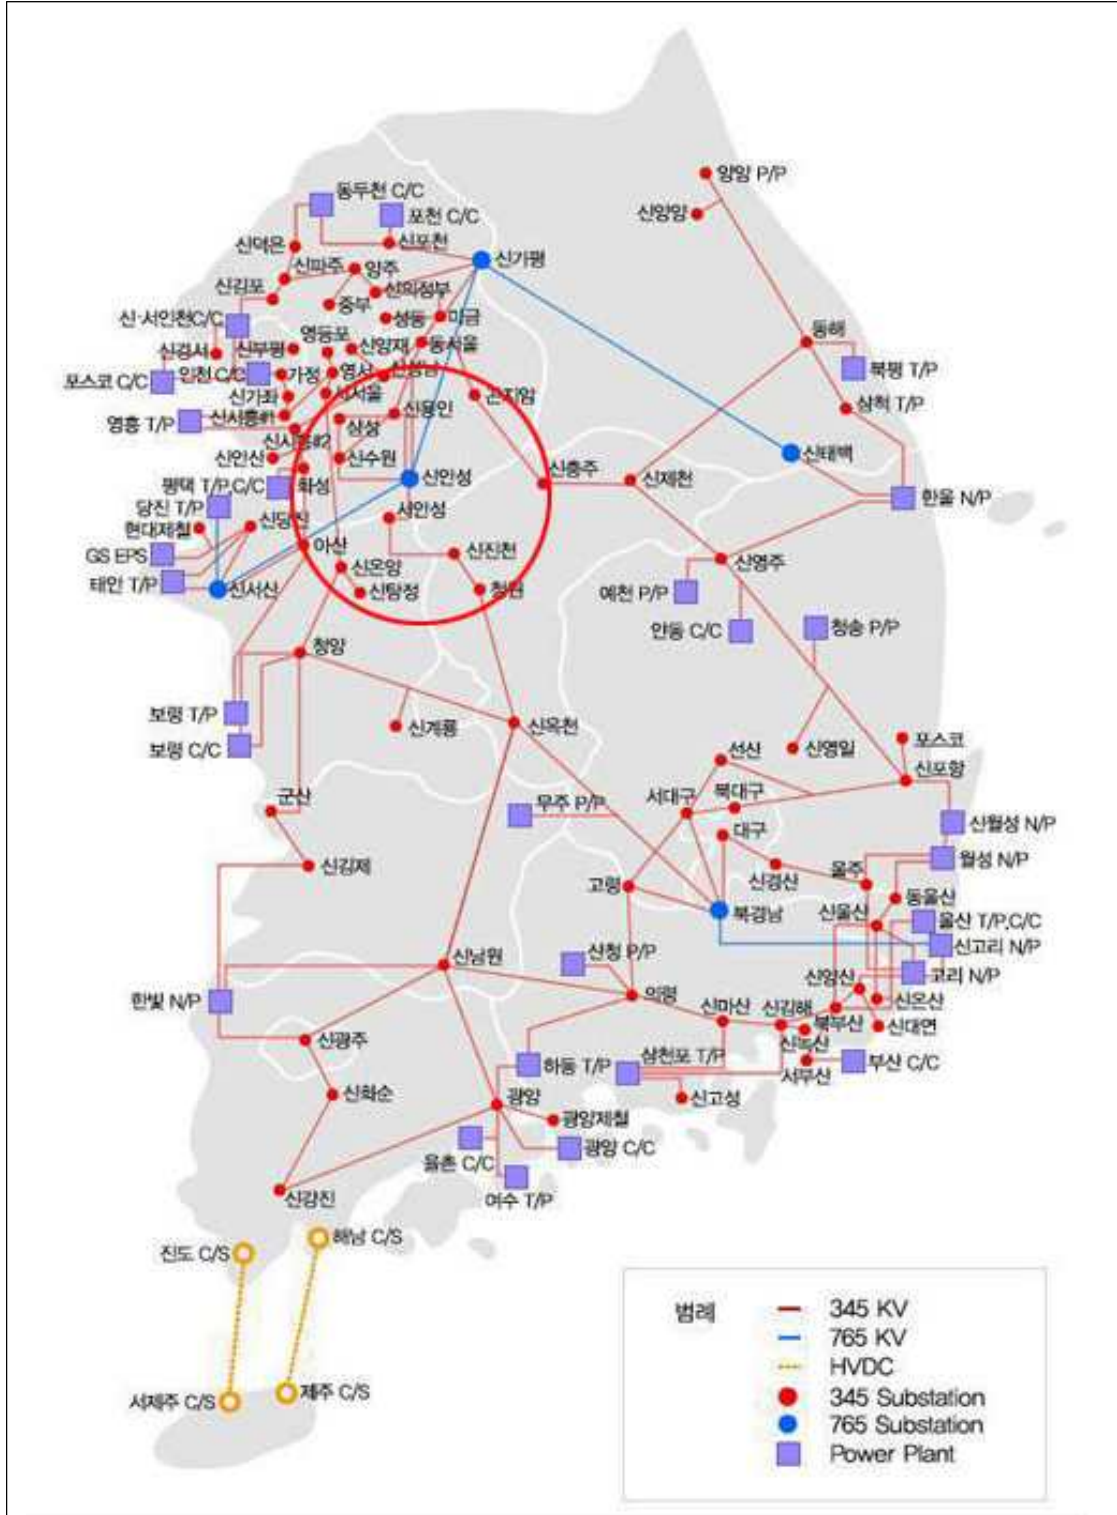 양양 P/P
신양양
동두천 C/C
포천 C/C
신덕은
신포천
신가평
신파주
양주
신김포
신의정부
중부
성동
미금
신·서인천C/C
동해
북평 T/P
신경서
신부평
영등포
신양재
동서울
포스코 C/C
인천 C/C
가정
영서
신성남
신가좌
서서울
곤지암
삼척 T/P
영흥 T/P
신시흥#1
신용인
화성
신시흥#2
신안산
신수원
신안성
신충주
신제천
신태백
평택 T/P,C/C
한울 N/P
당진 T/P
현대제철
신당진
서안성
GS EPS
아산
신진천
태안 T/P
신서산
신온양
신탕정
청원
신영주
예천 P/P
안동 C/C
청송 P/P
청양
보령 T/P
보령 C/C
신계룡
신옥천
신영일
포스코
선산
신포항
군산
무주 P/P
서대구
북대구
신월성 N/P
대구
월성 N/P
신김제
신경산
울주
고령
동울산
북경남
신울산
울산 T/P,C/C
신고리 N/P
신남원
산청 P/P
신양산
고리 N/P
한빛 N/P
의령
신마산
신김해
북부산
신온산
신대연
신녹산
서부산
부산 C/C
신광주
하동 T/P
삼천포 T/P
신고성
신화순
광양
광양제철
광양 C/C
율촌 C/C
여수 T/P
신강진
진도 C/S
해남 C/S
서제주 C/S
제주 C/S
범례
345 KV
765 KV
HVDC
345 Substation
765 Substation
Power Plant